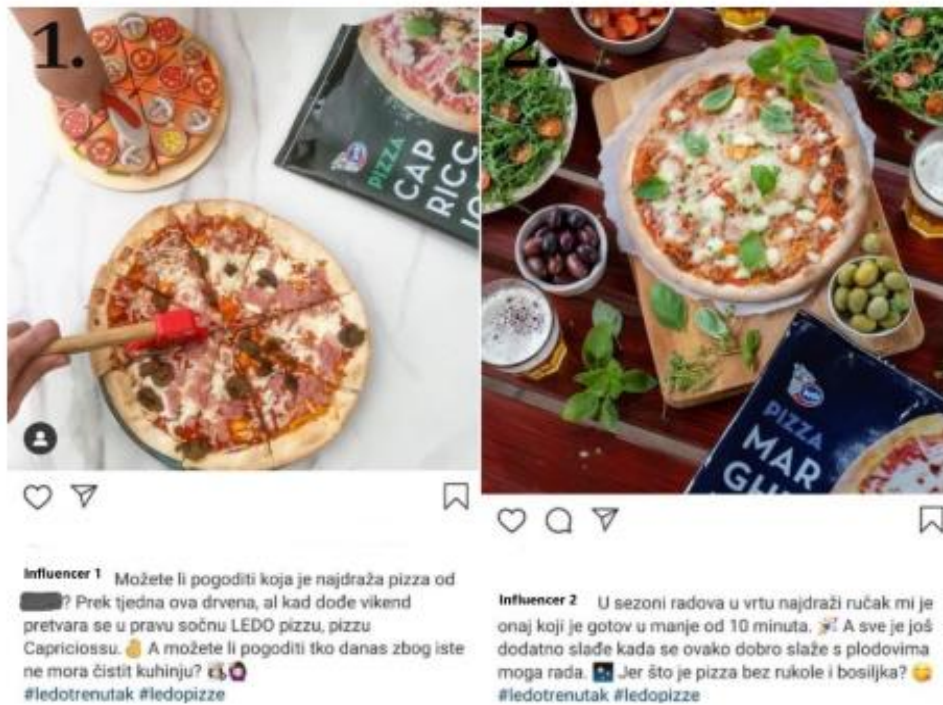 1.
PIZZA
CAP
RICC
2.
PIZZA
MAR
GH
Influencer 1 Možete li pogoditi koja je najdraža pizza od
? Prek tjedna ova drvena, al kad dođe vikend
pretvara se u pravu sočnu LEDO pizzu, pizzu
Capriciossu. 👌 A možete li pogoditi tko danas zbog iste
ne mora čistit kuhinju?
#ledotrenutak #ledopizze
Influencer 2 U sezoni radova u vrtu najdraži ručak mi je
onaj koji je gotov u manje od 10 minuta. 🎉 A sve je još
dodatno slađe kada se ovako dobro slaže s plodovima
moga rada. Jer što je pizza bez rukole i bosiljka? 😋
#ledotrenutak #ledopizze